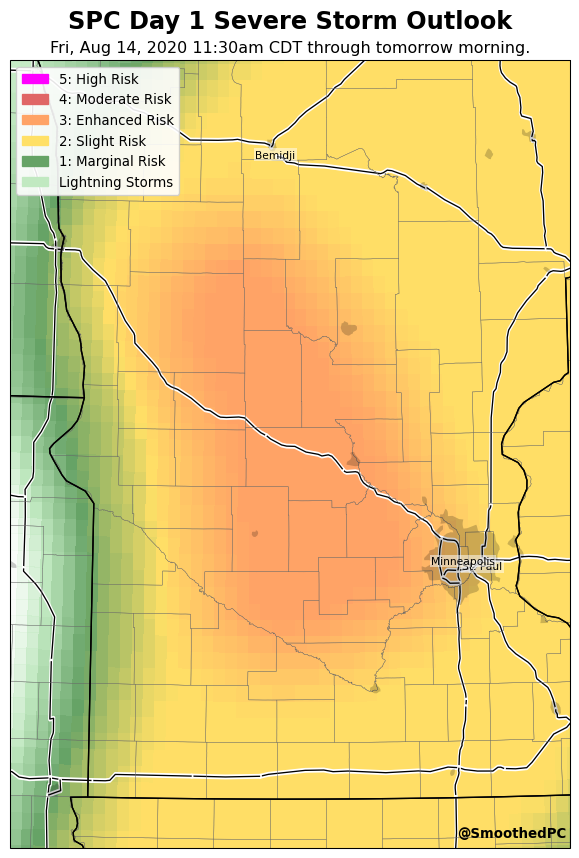 SPC Day 1 Severe Storm Outlook
Fri, Aug 14, 2020 11:30am CDT through tomorrow morning.
5: High Risk
4: Moderate Risk
3: Enhanced Risk
2: Slight Risk
1: Marginal Risk
Lightning Storms
Bemidji
Minneapolis
St. Paul
@SmoothedPC